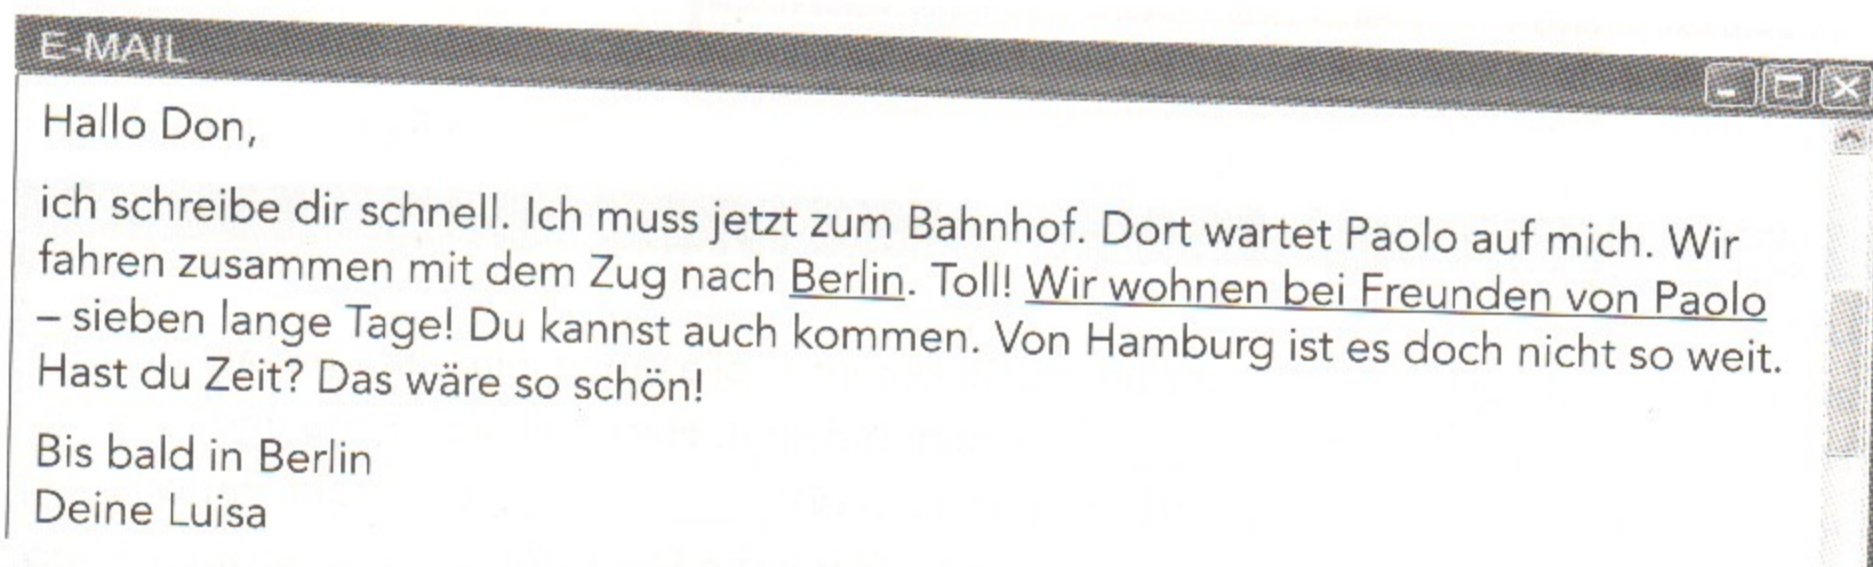 E-MAIL
Hallo Don,
ich schreibe dir schnell. Ich muss jetzt zum Bahnhof. Dort wartet Paolo auf mich. Wir
fahren zusammen mit dem Zug nach Berlin. Toll! Wir wohnen bei Freunden von Paolo
– sieben lange Tage! Du kannst auch kommen. Von Hamburg ist es doch nicht so weit.
Hast du Zeit? Das wäre so schön!
Bis bald in Berlin
Deine Luisa